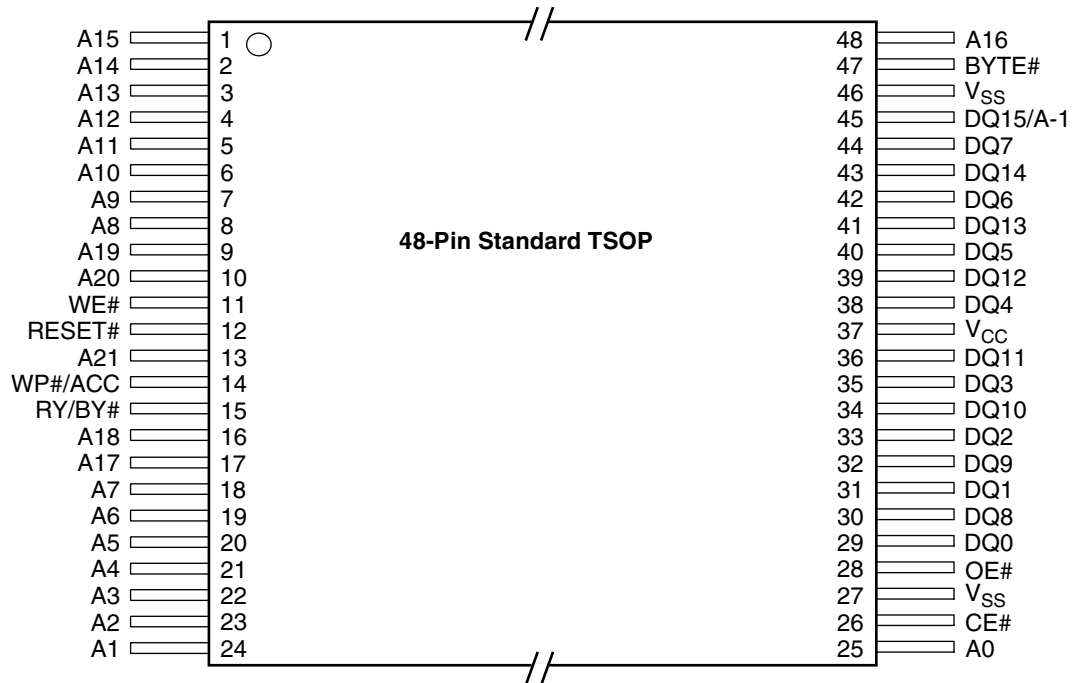 A15 1 48 A16
A14 2 47 BYTE#
A13 3 46 VSS
A12 4 45 DQ15/A-1
A11 5 44 DQ7
A10 6 43 DQ14
A9 7 42 DQ6
A8 8 41 DQ13
48-Pin Standard TSOP
A19 9 40 DQ5
A20 10 39 DQ12
WE# 11 38 DQ4
RESET# 12 37 VCC
A21 13 36 DQ11
WP#/ACC 14 35 DQ3
RY/BY# 15 34 DQ10
A18 16 33 DQ2
A17 17 32 DQ9
A7 18 31 DQ1
A6 19 30 DQ8
A5 20 29 DQ0
A4 21 28 OE#
A3 22 27 VSS
A2 23 26 CE#
A1 24 25 A0